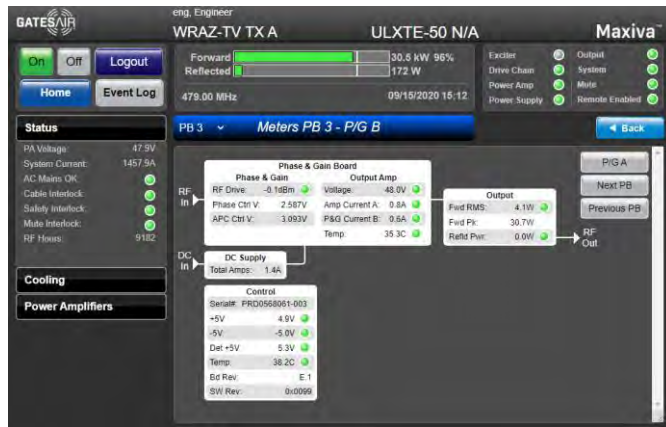 GATESAIR
eng, Engineer
WRAZ-TV TX A
ULXTE-50 N/A
Maxiva
On
Off
Logout
Home
Event Log
Forward
30.5 kW 96%
Reflected
172 W
479.00 MHz
09/15/2020 15:12
Exciter
Output
Drive Chain
System
Power Amp
Mute
Power Supply
Remote Enabled
Status
PA Voltage: 47.9V
System Current: 1457.9A
AC Mains OK:
Cable Interlock:
Safety Interlock:
Mute Interlock:
RF Hours: 9182
Cooling
Power Amplifiers
PB 3
Meters PB 3 - P/G B
Back
P/G A
Next PB
Previous PB
RF
In
Phase & Gain Board
Phase & Gain
Output Amp
RF Drive: -0.1dBm
Voltage: 48.0V
Phase Ctrl V: 2.587V
Amp Current A: 0.8A
APC Ctrl V: 3.093V
P&G Current B: 0.6A
Temp: 35.3C
Output
Fwd RMS: 4.1W
Fwd Pk: 30.7W
Refld Pwr: 0.0W
RF
Out
DC
In
DC Supply
Total Amps: 1.4A
Control
Serial#: PRD0568061-003
+5V 4.9V
-5V: -5.0V
Det +5V 5.3V
Temp: 38.2C
Bd Rev: E.1
SW Rev: 0x0099